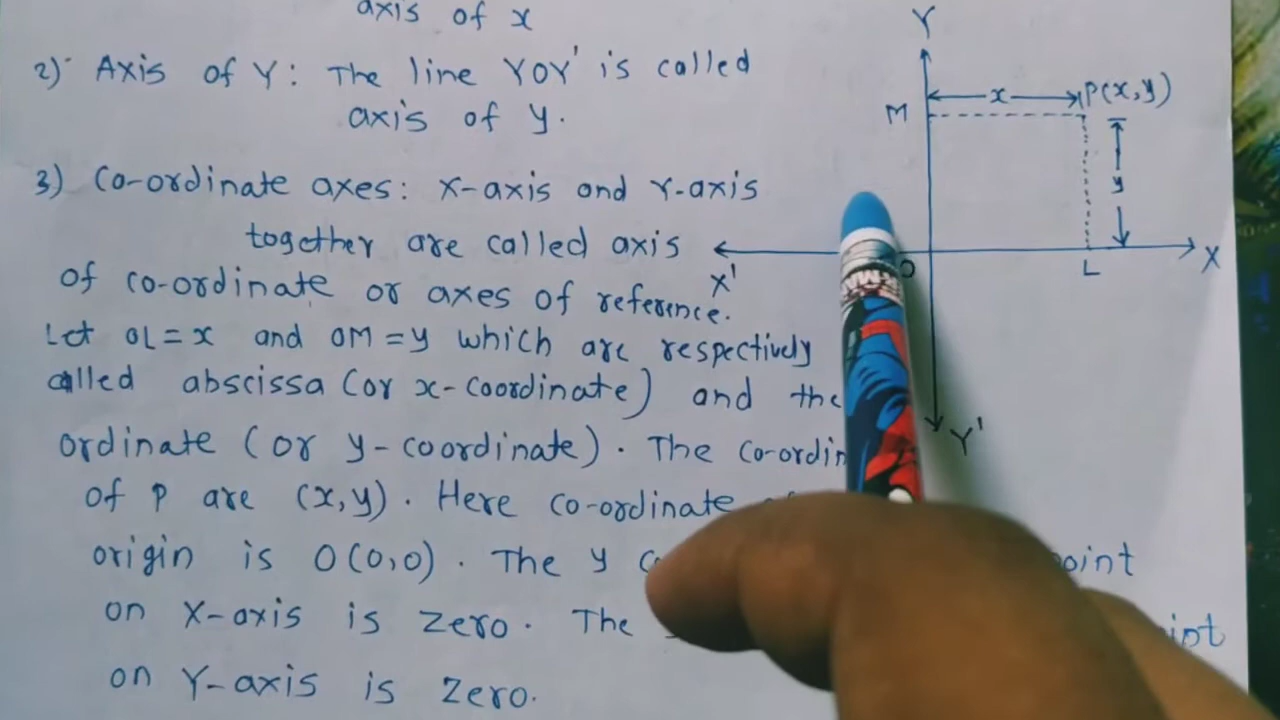 axis of x
2) Axis of Y: The line YOY' is called
axis of y.
3) Co-ordinate axes: X-axis and Y-axis
together are called axis
of co-ordinate or axes of reference.
Let OL = x and OM = y which are respectively
called abscissa (or x-coordinate) and the
ordinate (or y-coordinate). The co-ordin
of P are (x,y). Here co-ordinate
origin is O(0,0). The y point
on X-axis is zero. The
on Y-axis is zero.
Y
x P(x,y)
M
y
X' O L X
Y'